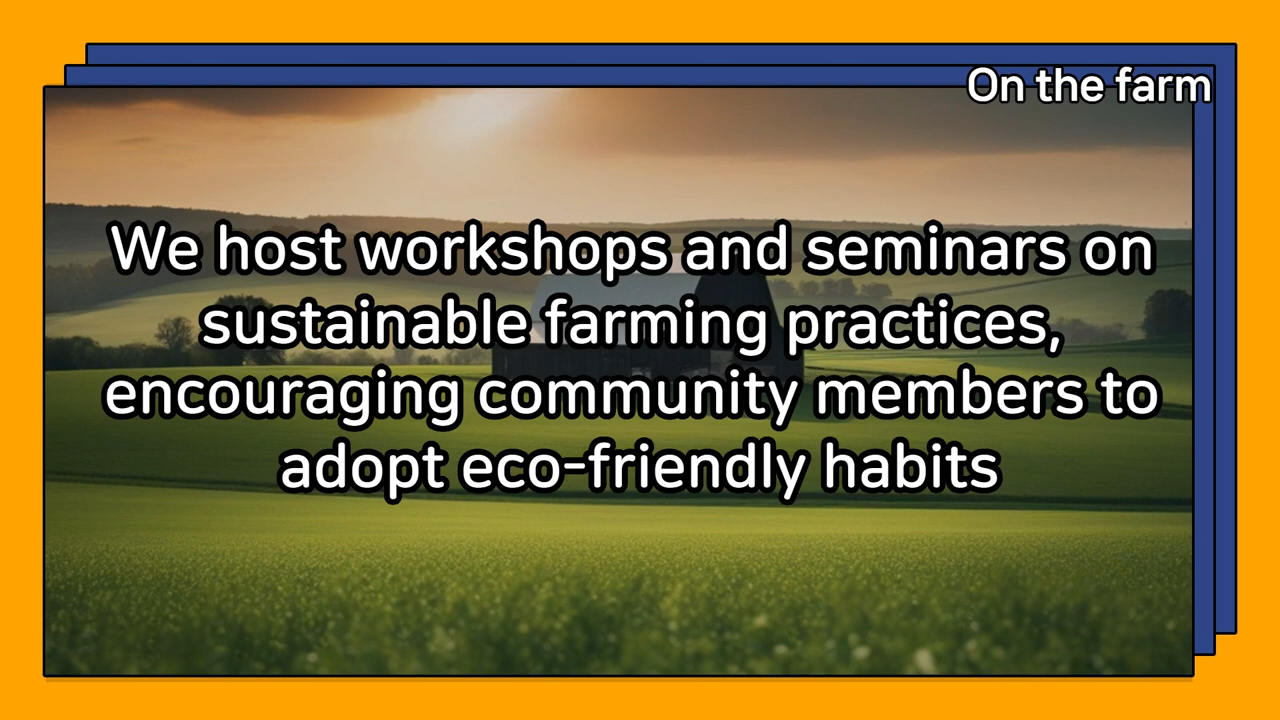 On the farm
We host workshops and seminars on
sustainable farming practices,
encouraging community members to
adopt eco-friendly habits